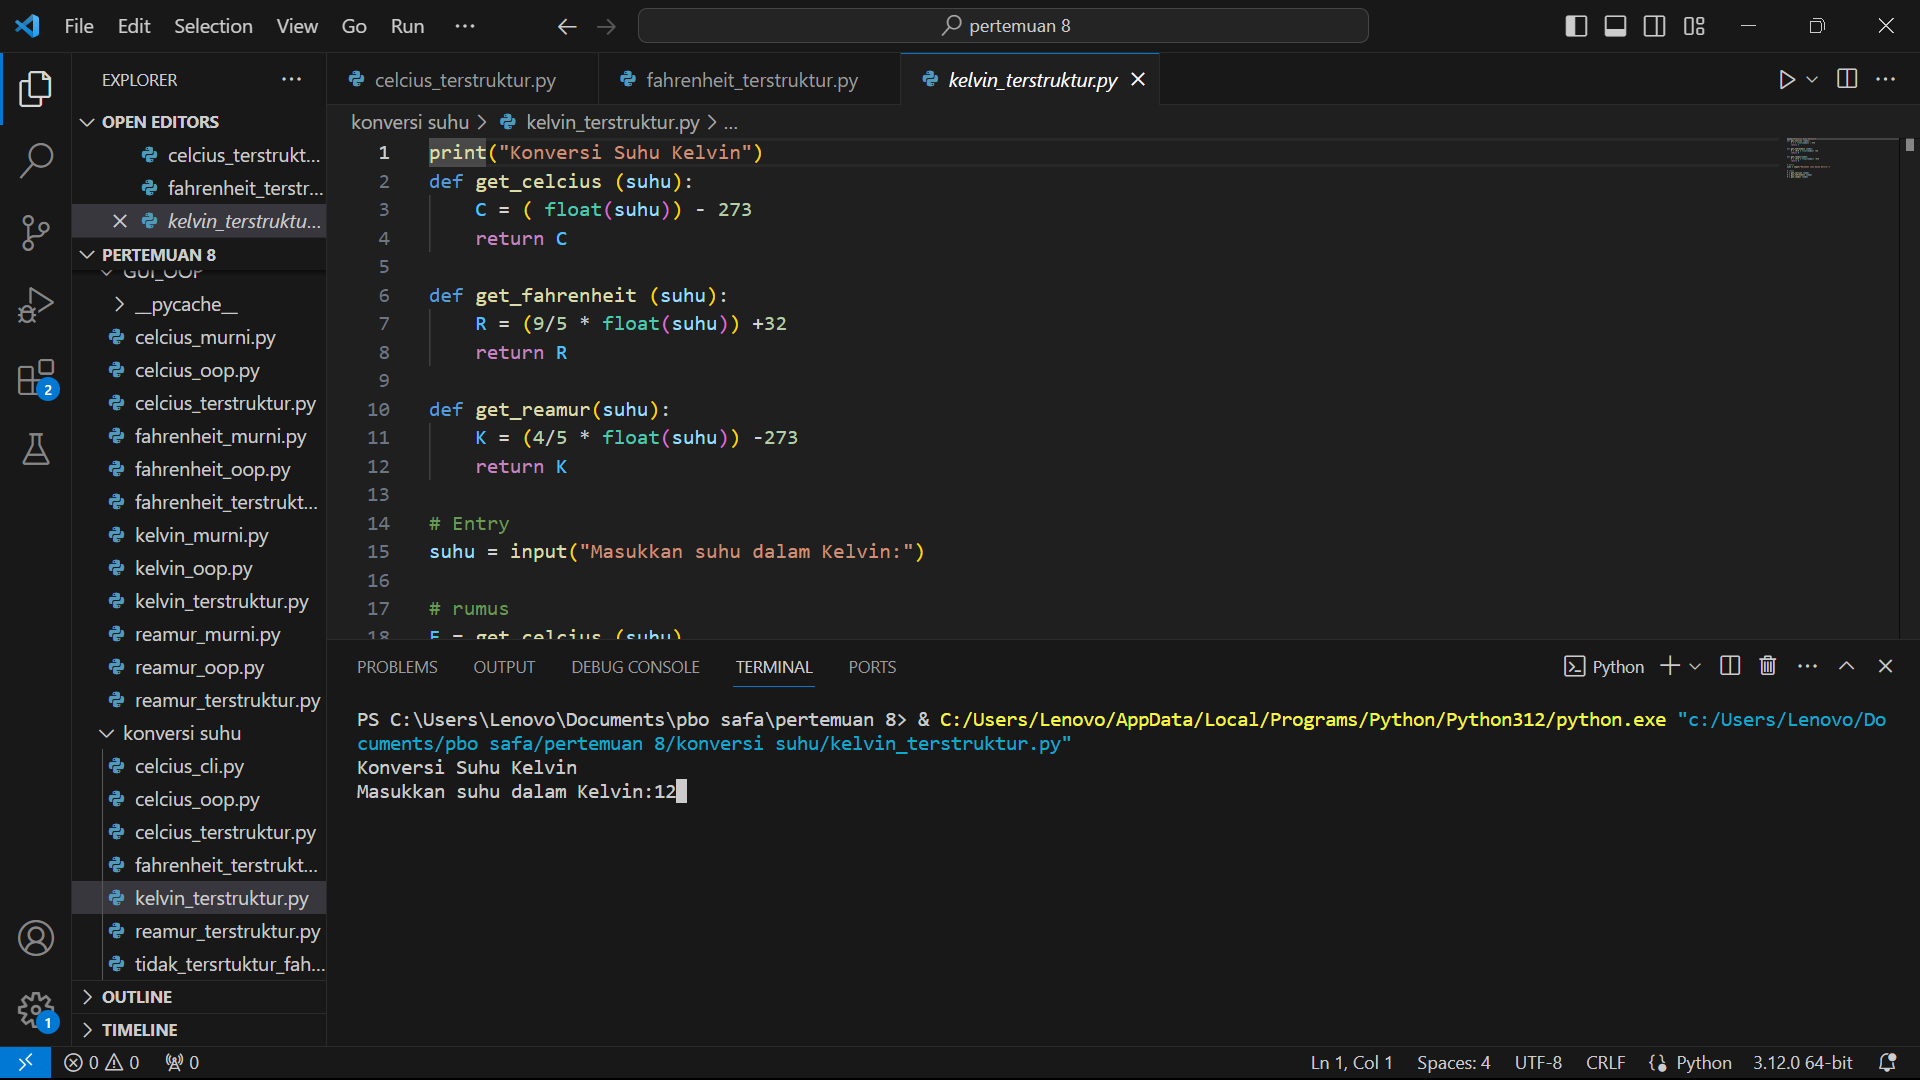 File Edit Selection View Go Run ...
pertemuan 8
EXPLORER
OPEN EDITORS
celcius_terstrukt...
fahrenheit_terstr...
kelvin_terstruktu...
PERTEMUAN 8
GUI_OOP
__pycache__
celcius_murni.py
celcius_oop.py
celcius_terstruktur.py
fahrenheit_murni.py
fahrenheit_oop.py
fahrenheit_terstrukt...
kelvin_murni.py
kelvin_oop.py
kelvin_terstruktur.py
reamur_murni.py
reamur_oop.py
reamur_terstruktur.py
konversi suhu
celcius_cli.py
celcius_oop.py
celcius_terstruktur.py
fahrenheit_terstrukt...
kelvin_terstruktur.py
reamur_terstruktur.py
tidak_tersrtuktur_fah...
OUTLINE
TIMELINE
2
1
celcius_terstruktur.py fahrenheit_terstruktur.py kelvin_terstruktur.py
konversi suhu > kelvin_terstruktur.py > ...
1 print("Konversi Suhu Kelvin")
2 def get_celcius (suhu):
3 C = ( float(suhu)) - 273
4 return C
5
6 def get_fahrenheit (suhu):
7 R = (9/5 * float(suhu)) +32
8 return R
9
10 def get_reamur(suhu):
11 K = (4/5 * float(suhu)) -273
12 return K
13
14 # Entry
15 suhu = input("Masukkan suhu dalam Kelvin:")
16
17 # rumus
18 F = get_celcius (suhu)
PROBLEMS OUTPUT DEBUG CONSOLE TERMINAL PORTS
Python
PS C:\Users\Lenovo\Documents\pbo safa\pertemuan 8> & C:/Users/Lenovo/AppData/Local/Programs/Python/Python312/python.exe "c:/Users/Lenovo/Do
cuments/pbo safa/pertemuan 8/konversi suhu/kelvin_terstruktur.py"
Konversi Suhu Kelvin
Masukkan suhu dalam Kelvin:12
0 0 0
Ln 1, Col 1 Spaces: 4 UTF-8 CRLF Python 3.12.0 64-bit